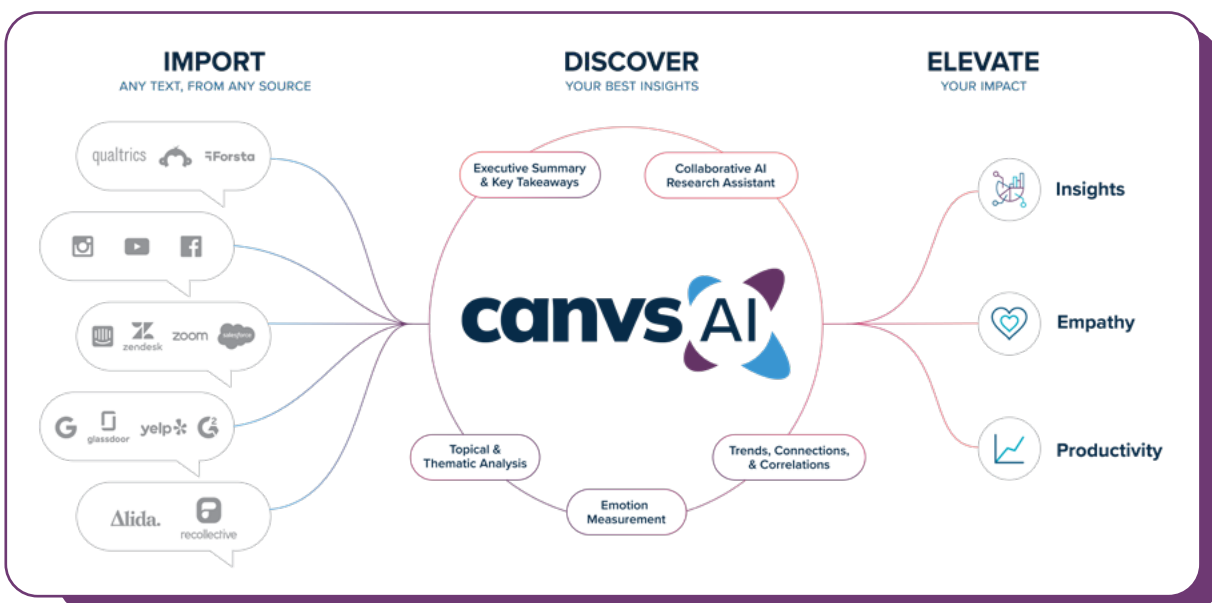 IMPORT
ANY TEXT, FROM ANY SOURCE
qualtrics
Forsta
zendesk
zoom
salesforce
G
glassdoor
yelp
G2
Alida.
recollective
DISCOVER
YOUR BEST INSIGHTS
Executive Summary
& Key Takeaways
Collaborative AI
Research Assistant
canvs AI
Topical &
Thematic Analysis
Trends, Connections,
& Correlations
Emotion
Measurement
ELEVATE
YOUR IMPACT
Insights
Empathy
Productivity